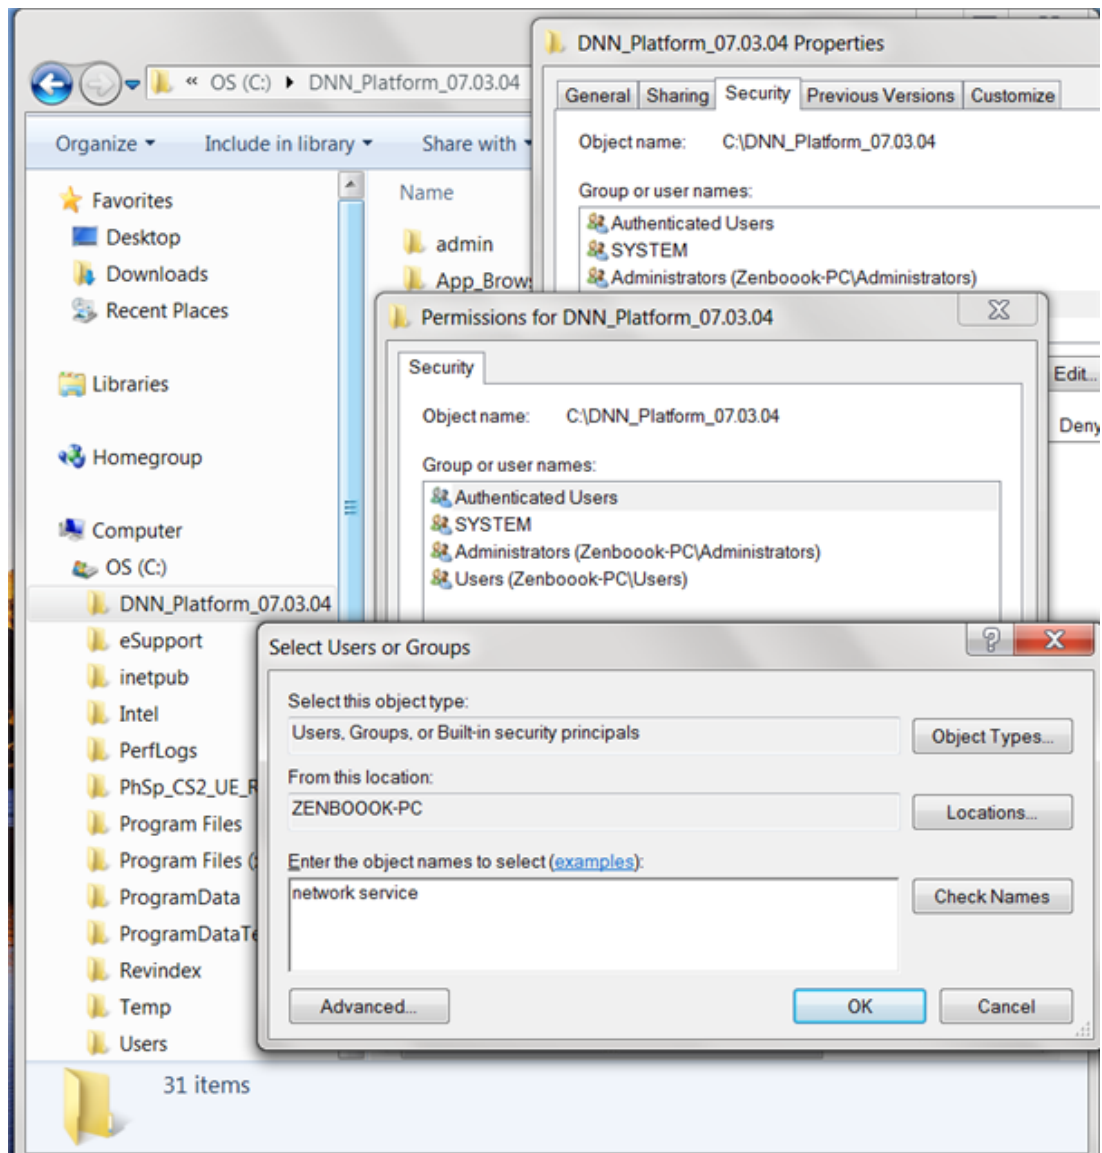 DNN_Platform_07.03.04 Properties
« OS (C:) ▸ DNN_Platform_07.03.04
General Sharing Security Previous Versions Customize
Organize Include in library Share with
Object name: C:\DNN_Platform_07.03.04
Group or user names:
Authenticated Users
SYSTEM
Administrators (Zenboook-PC\Administrators)
Edit...
Deny
Favorites
Desktop
Downloads
Recent Places
Libraries
Homegroup
Computer
OS (C:)
DNN_Platform_07.03.04
eSupport
inetpub
Intel
PerfLogs
PhSp_CS2_UE_R
Program Files
Program Files (
ProgramData
ProgramDataTe
Revindex
Temp
Users
Name
admin
App_Brow
Permissions for DNN_Platform_07.03.04
Security
Object name: C:\DNN_Platform_07.03.04
Group or user names:
Authenticated Users
SYSTEM
Administrators (Zenboook-PC\Administrators)
Users (Zenboook-PC\Users)
Select Users or Groups
Select this object type:
Users, Groups, or Built-in security principals
Object Types...
From this location:
ZENBOOOK-PC
Locations...
Enter the object names to select (examples):
network service
Check Names
Advanced...
OK
Cancel
31 items